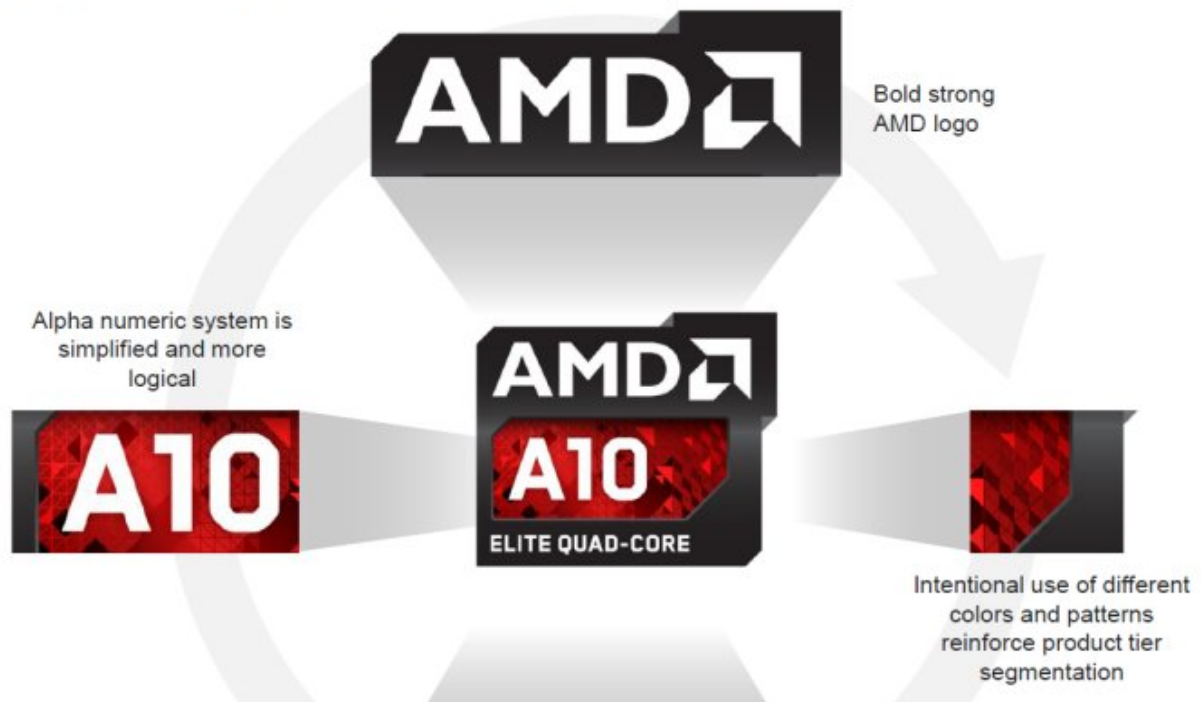 AMD
Bold strong
AMD logo
Alpha numeric system is
simplified and more
logical
A10
AMD
A10
ELITE QUAD-CORE
Intentional use of different
colors and patterns
reinforce product tier
segmentation